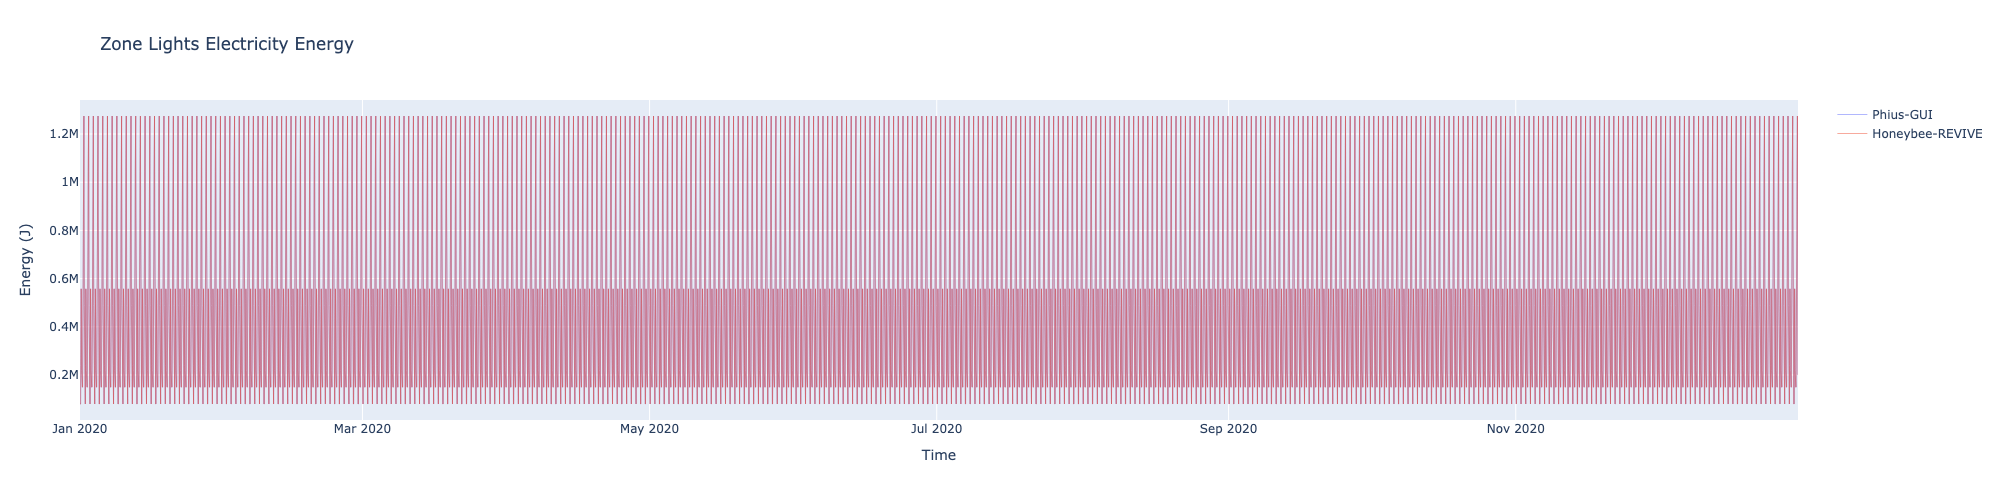 Zone Lights Electricity Energy
Phius-GUI
Honeybee-REVIVE
1.2M
1M
0.8M
0.6M
0.4M
0.2M
Energy (J)
Jan 2020
Mar 2020
May 2020
Jul 2020
Sep 2020
Nov 2020
Time